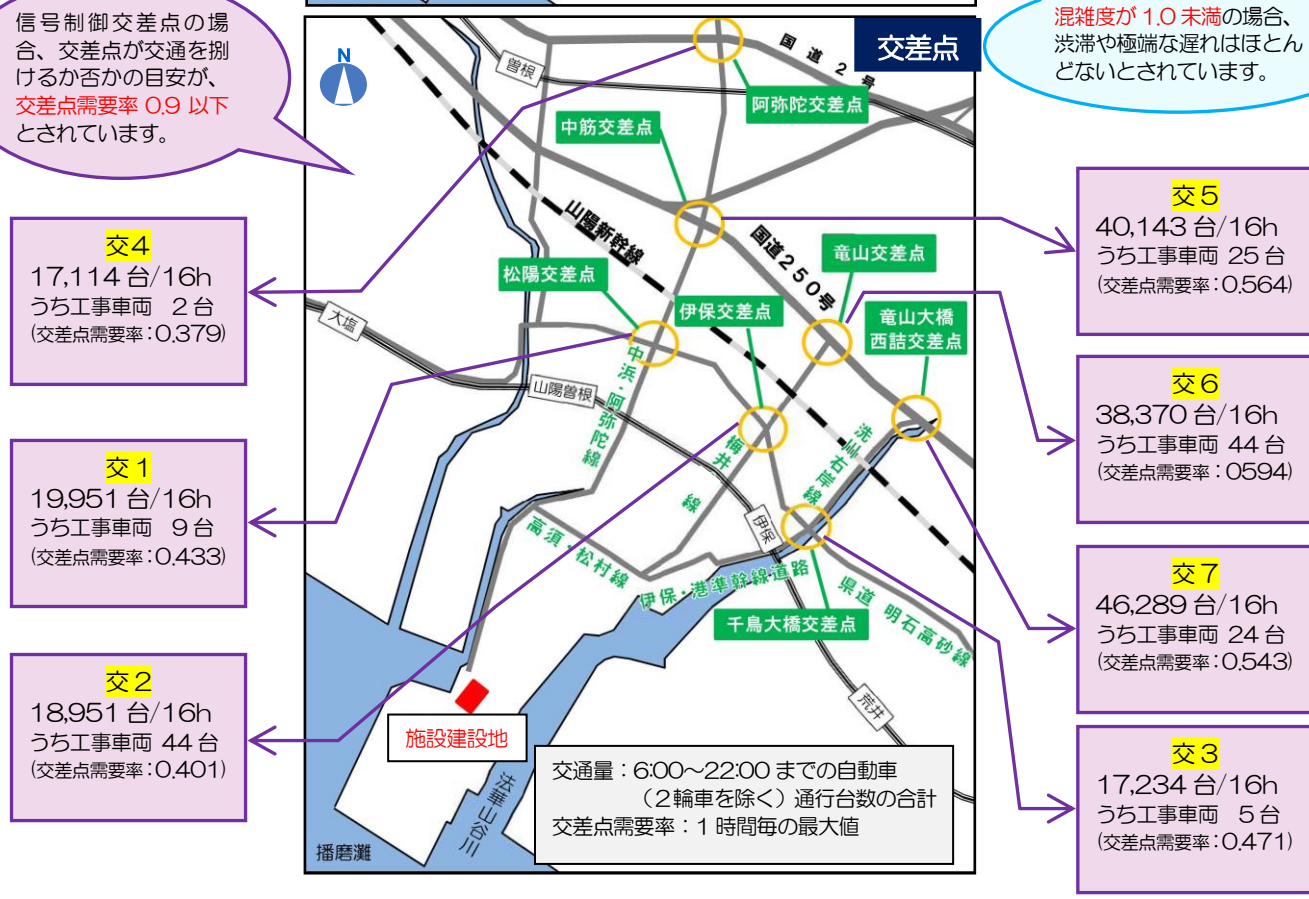 信号制御交差点の場
合、交差点が交通を捌
けるか否かの目安が、
交差点需要率 0.9 以下
とされています。
交差点
混雑度が 1.0 未満の場合、
渋滞や極端な遅れはほとん
どないとされています。
N
曽根
国道2号
阿弥陀交差点
中筋交差点
山陽新幹線
国道250号
竜山交差点
松陽交差点
伊保交差点
竜山大橋
西詰交差点
大塩
山陽曽根
中浜・阿弥陀線
梅井線
洗川右岸線
伊保
高須・松村線
伊保・港準幹線道路
県道 明石高砂線
千鳥大橋交差点
荒井
施設建設地
法華山谷川
播磨灘
交通量：6:00～22:00 までの自動車
（2輪車を除く）通行台数の合計
交差点需要率：1 時間毎の最大値
交4
17,114 台/16h
うち工事車両 2 台
(交差点需要率：0.379)
交1
19,951 台/16h
うち工事車両 9 台
(交差点需要率：0.433)
交2
18,951 台/16h
うち工事車両 44 台
(交差点需要率：0.401)
交5
40,143 台/16h
うち工事車両 25 台
(交差点需要率：0.564)
交6
38,370 台/16h
うち工事車両 44 台
(交差点需要率：0594)
交7
46,289 台/16h
うち工事車両 24 台
(交差点需要率：0.543)
交3
17,234 台/16h
うち工事車両 5 台
(交差点需要率：0.471)